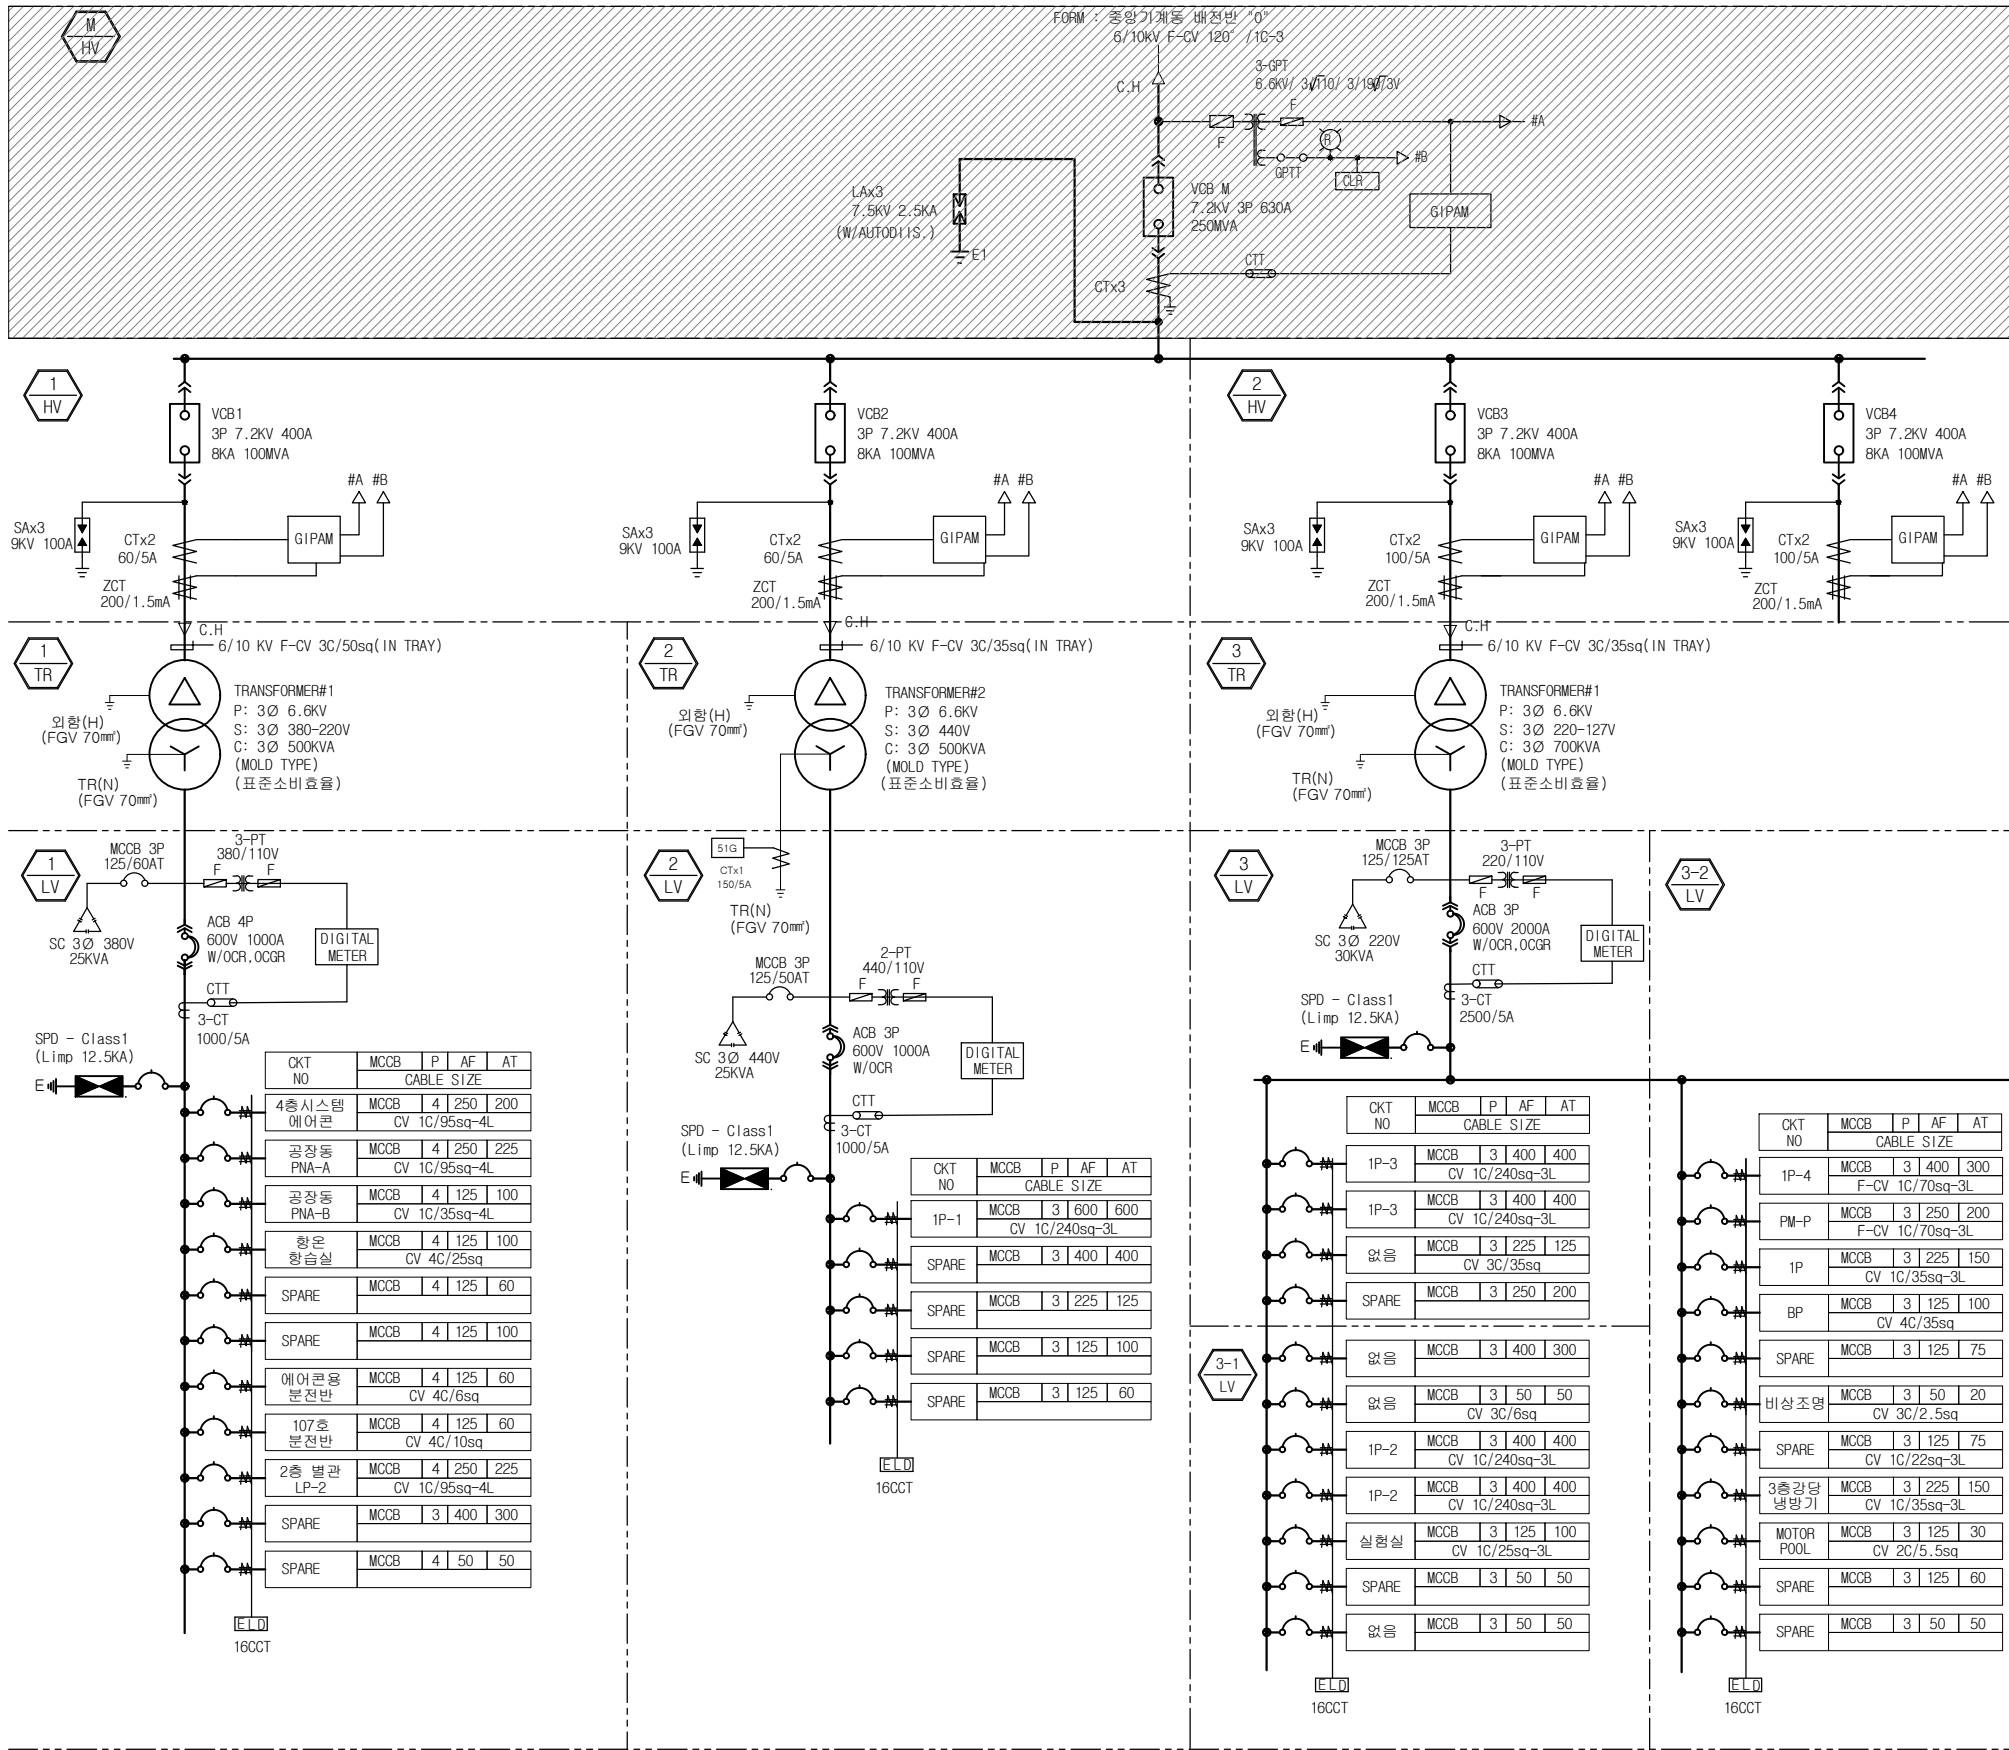 M
HV
FORM : 중앙기계동 배전반 "O"
6/10KV F-CV 120° /1C-3
C.H
3-GPT
6.6KV/ 3/110/ 3/190/3V
F
#A
F
R
#B
GPTT
CLR
LAx3
7.5KV 2.5KA
(W/AUTODIIS.)
E1
VCB M
7.2KV 3P 630A
250MVA
GIPAM
CTT
CTx3
1
HV
VCB1
3P 7.2KV 400A
8KA 100MVA
#A #B
SAx3
9KV 100A
CTx2
60/5A
GIPAM
ZCT
200/1.5mA
VCB2
3P 7.2KV 400A
8KA 100MVA
#A #B
SAx3
9KV 100A
CTx2
60/5A
GIPAM
ZCT
200/1.5mA
2
HV
VCB3
3P 7.2KV 400A
8KA 100MVA
#A #B
SAx3
9KV 100A
CTx2
100/5A
GIPAM
ZCT
200/1.5mA
VCB4
3P 7.2KV 400A
8KA 100MVA
#A #B
SAx3
9KV 100A
CTx2
100/5A
GIPAM
ZCT
200/1.5mA
1
TR
C.H
6/10 KV F-CV 3C/50sq(IN TRAY)
TRANSFORMER#1
P: 3Ø 6.6KV
S: 3Ø 380-220V
C: 3Ø 500KVA
(MOLD TYPE)
(표준소비효율)
외함(H)
(FGV 70㎟)
TR(N)
(FGV 70㎟)
2
TR
C.H
6/10 KV F-CV 3C/35sq(IN TRAY)
TRANSFORMER#2
P: 3Ø 6.6KV
S: 3Ø 440V
C: 3Ø 500KVA
(MOLD TYPE)
(표준소비효율)
외함(H)
(FGV 70㎟)
3
TR
C.H
6/10 KV F-CV 3C/35sq(IN TRAY)
TRANSFORMER#1
P: 3Ø 6.6KV
S: 3Ø 220-127V
C: 3Ø 700KVA
(MOLD TYPE)
(표준소비효율)
외함(H)
(FGV 70㎟)
TR(N)
(FGV 70㎟)
1
LV
MCCB 3P
125/60AT
3-PT
380/110V
F F
SC 3Ø 380V
25KVA
ACB 4P
600V 1000A
W/OCR,OCGR
DIGITAL
METER
CTT
3-CT
1000/5A
SPD - Class1
(Limp 12.5KA)
E
CKT NO MCCB P AF AT
CABLE SIZE
4층시스템 에어콘 MCCB 4 250 200
CV 1C/95sq-4L
공장동 PNA-A MCCB 4 250 225
CV 1C/95sq-4L
공장동 PNA-B MCCB 4 125 100
CV 1C/35sq-4L
항온 항습실 MCCB 4 125 100
CV 4C/25sq
SPARE MCCB 4 125 60
SPARE MCCB 4 125 100
에어콘용 분전반 MCCB 4 125 60
CV 4C/6sq
107호 분전반 MCCB 4 125 60
CV 4C/10sq
2층 별관 LP-2 MCCB 4 250 225
CV 1C/95sq-4L
SPARE MCCB 3 400 300
SPARE MCCB 4 50 50
ELD
16CCT
2
LV
51G
CTx1
150/5A
TR(N)
(FGV 70㎟)
MCCB 3P
125/50AT
2-PT
440/110V
F F
SC 3Ø 440V
25KVA
ACB 3P
600V 1000A
W/OCR
DIGITAL
METER
CTT
3-CT
1000/5A
SPD - Class1
(Limp 12.5KA)
E
CKT NO MCCB P AF AT
CABLE SIZE
1P-1 MCCB 3 600 600
CV 1C/240sq-3L
SPARE MCCB 3 400 400
SPARE MCCB 3 225 125
SPARE MCCB 3 125 100
SPARE MCCB 3 125 60
ELD
16CCT
3
LV
MCCB 3P
125/125AT
3-PT
220/110V
F F
SC 3Ø 220V
30KVA
ACB 3P
600V 2000A
W/OCR,OCGR
DIGITAL
METER
CTT
3-CT
2500/5A
SPD - Class1
(Limp 12.5KA)
E
CKT NO MCCB P AF AT
CABLE SIZE
1P-3 MCCB 3 400 400
CV 1C/240sq-3L
1P-3 MCCB 3 400 400
CV 1C/240sq-3L
없음 MCCB 3 225 125
CV 3C/35sq
SPARE MCCB 3 250 200
3-1
LV
없음 MCCB 3 400 300
없음 MCCB 3 50 50
CV 3C/6sq
1P-2 MCCB 3 400 400
CV 1C/240sq-3L
1P-2 MCCB 3 400 400
CV 1C/240sq-3L
실험실 MCCB 3 125 100
CV 1C/25sq-3L
SPARE MCCB 3 50 50
없음 MCCB 3 50 50
ELD
16CCT
3-2
LV
CKT NO MCCB P AF AT
CABLE SIZE
1P-4 MCCB 3 400 300
F-CV 1C/70sq-3L
PM-P MCCB 3 250 200
F-CV 1C/70sq-3L
1P MCCB 3 225 150
CV 1C/35sq-3L
BP MCCB 3 125 100
CV 4C/35sq
SPARE MCCB 3 125 75
비상조명 MCCB 3 50 20
CV 3C/2.5sq
SPARE MCCB 3 125 75
CV 1C/22sq-3L
3층강당 냉방기 MCCB 3 225 150
CV 1C/35sq-3L
MOTOR POOL MCCB 3 125 30
CV 2C/5.5sq
SPARE MCCB 3 125 60
SPARE MCCB 3 50 50
ELD
16CCT